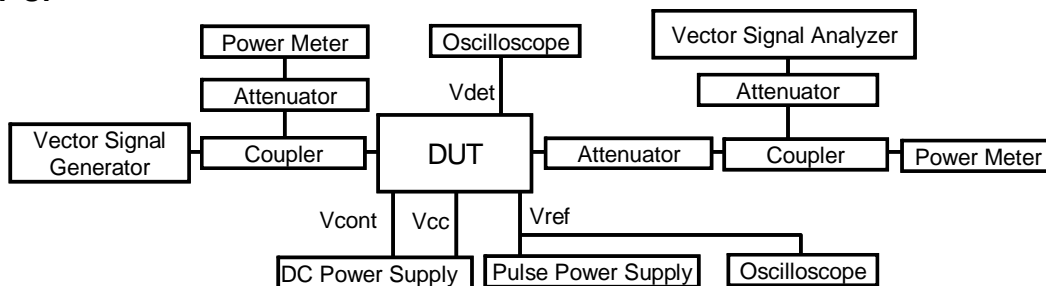 Power Meter
Oscilloscope
Vector Signal Analyzer
Attenuator
Vdet
Attenuator
Vector Signal
Generator
Coupler
DUT
Attenuator
Coupler
Power Meter
Vcont
Vcc
Vref
DC Power Supply
Pulse Power Supply
Oscilloscope